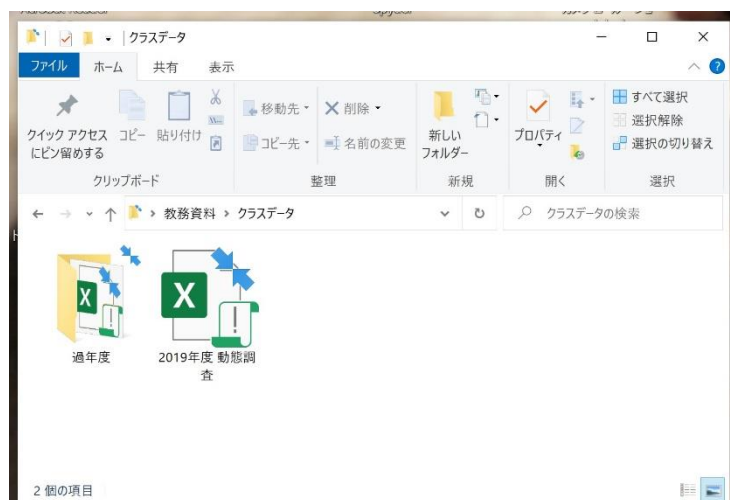 クラスデータ
ファイル ホーム 共有 表示
クイック アクセス
にピン留めする
コピー
貼り付け
移動先
コピー先
削除
名前の変更
新しい
フォルダー
プロパティ
すべて選択
選択解除
選択の切り替え
クリップボード 整理 新規 開く 選択
教務資料 クラスデータ
クラスデータの検索
過年度
2019年度 動態調
査
2 個の項目